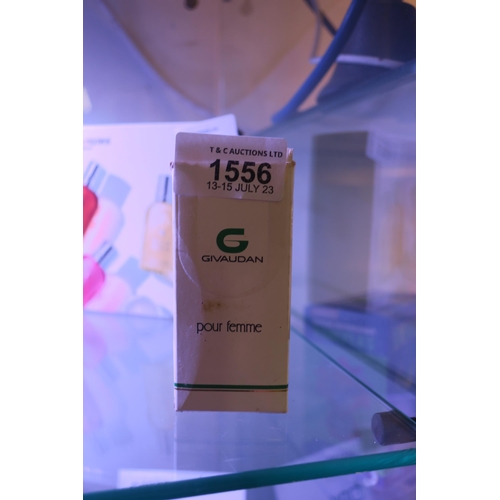 T & C AUCTIONS LTD
1556
13-15 JULY 23
G
GIVAUDAN
pour femme